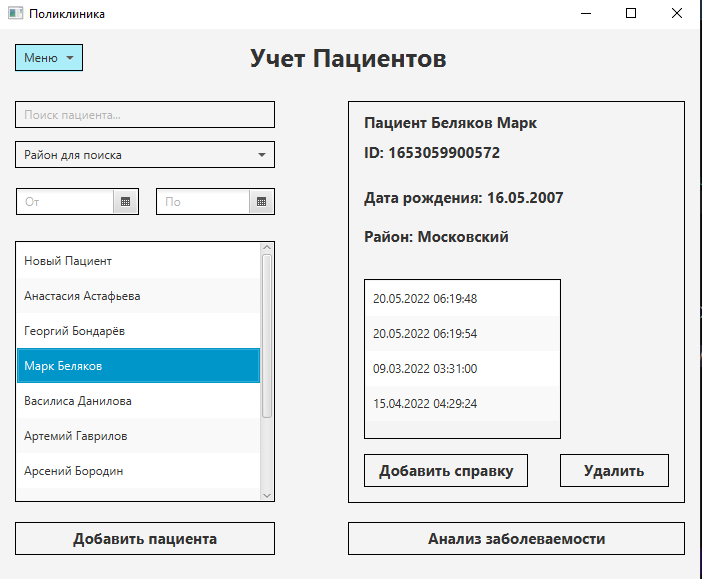 Поликлиника
Меню
Учет Пациентов
Поиск пациента...
Район для поиска
От
По
Новый Пациент
Анастасия Астафьева
Георгий Бондарёв
Марк Беляков
Василиса Данилова
Артемий Гаврилов
Арсений Бородин
Добавить пациента
Пациент Беляков Марк
ID: 1653059900572
Дата рождения: 16.05.2007
Район: Московский
20.05.2022 06:19:48
20.05.2022 06:19:54
09.03.2022 03:31:00
15.04.2022 04:29:24
Добавить справку
Удалить
Анализ заболеваемости